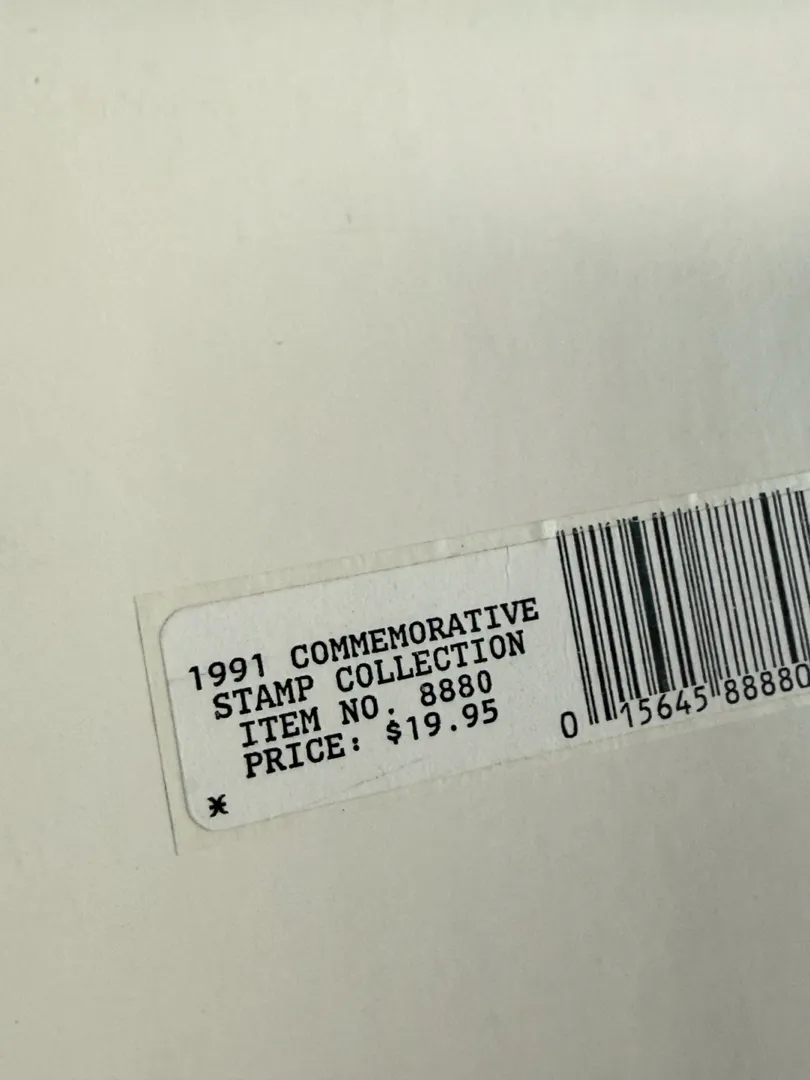 1991 COMMEMORATIVE
STAMP COLLECTION
ITEM NO. 8880
PRICE: $19.95
*
0 15645 88880